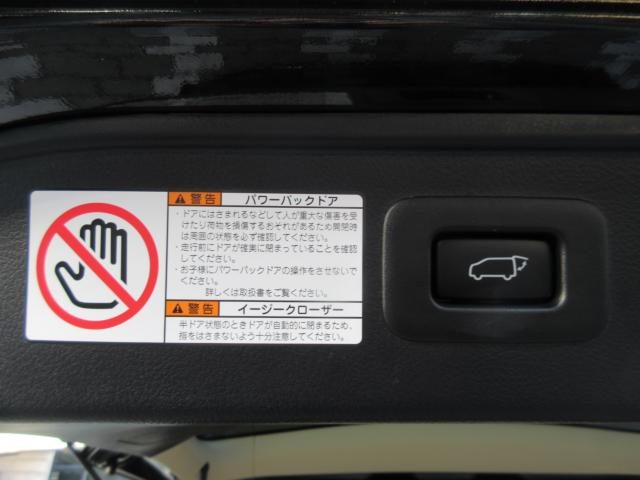 警告 パワーバックドア
・ドアにはさまれるなどして人が重大な傷害を受
けたり荷物を損傷するおそれがあるため開閉時
は周囲の状態を必ず確認してください。
・走行前にドアが確実に閉まっていることを確認
してください。
・お子様にパワーバックドアの操作をさせないで
ください。
詳しくは取扱書をご覧ください。
警告 イージークローザー
半ドア状態のときドアが自動的に閉まるため、
指をはさまないよう十分注意してください。